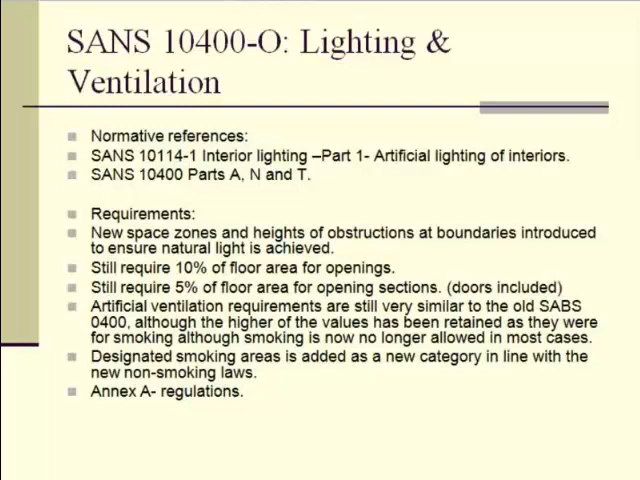 SANS 10400-O: Lighting &
Ventilation
Normative references:
SANS 10114-1 Interior lighting –Part 1- Artificial lighting of interiors.
SANS 10400 Parts A, N and T.
Requirements:
New space zones and heights of obstructions at boundaries introduced
to ensure natural light is achieved.
Still require 10% of floor area for openings.
Still require 5% of floor area for opening sections. (doors included)
Artificial ventilation requirements are still very similar to the old SABS
0400, although the higher of the values has been retained as they were
for smoking although smoking is now no longer allowed in most cases.
Designated smoking areas is added as a new category in line with the
new non-smoking laws.
Annex A- regulations.